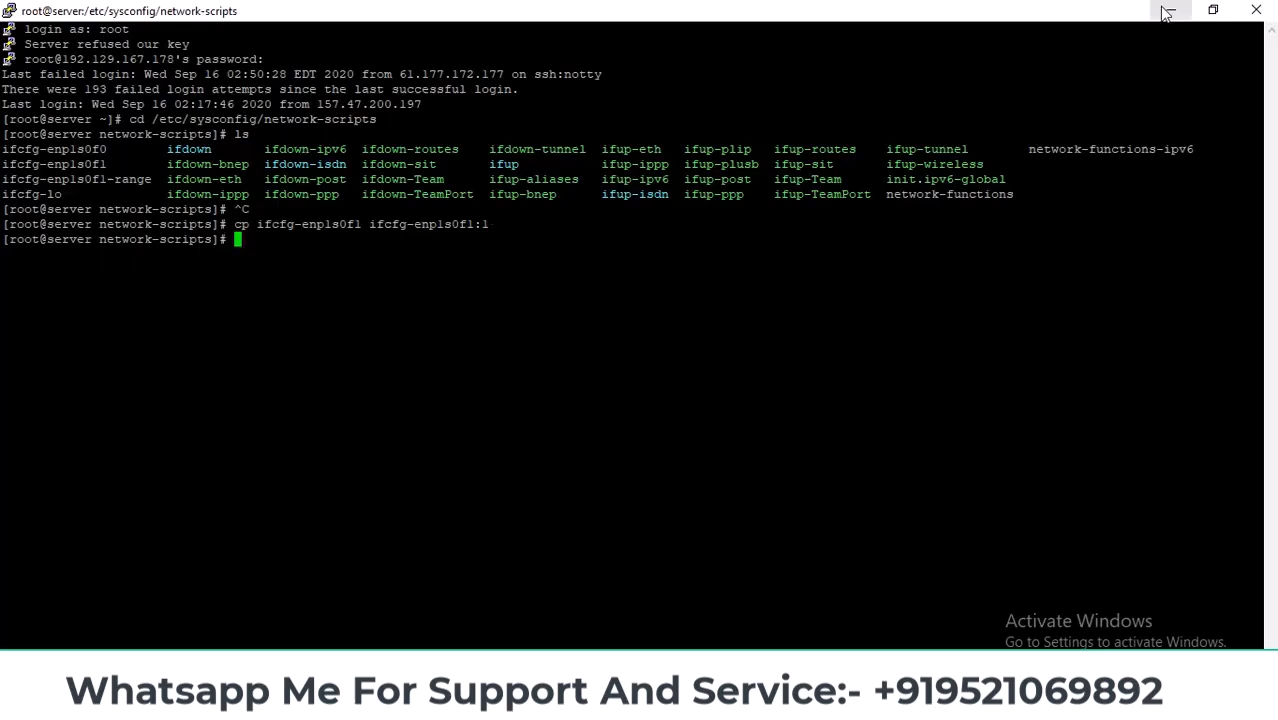 root@server:/etc/sysconfig/network-scripts
login as: root
Server refused our key
root@192.129.167.178's password:
Last failed login: Wed Sep 16 02:50:28 EDT 2020 from 61.177.172.177 on ssh:notty
There were 193 failed login attempts since the last successful login.
Last login: Wed Sep 16 02:17:46 2020 from 157.47.200.197
[root@server ~]# cd /etc/sysconfig/network-scripts
[root@server network-scripts]# ls
ifcfg-enp1s0f0 ifdown ifdown-ipv6 ifdown-routes ifdown-tunnel ifup-eth ifup-plip ifup-routes ifup-tunnel network-functions-ipv6
ifcfg-enp1s0f1 ifdown-bnep ifdown-isdn ifdown-sit ifup ifup-ippp ifup-plusb ifup-sit ifup-wireless
ifcfg-enp1s0f1-range ifdown-eth ifdown-post ifdown-Team ifup-aliases ifup-ipv6 ifup-post ifup-Team init.ipv6-global
ifcfg-lo ifdown-ippp ifdown-ppp ifdown-TeamPort ifup-bnep ifup-isdn ifup-ppp ifup-TeamPort network-functions
[root@server network-scripts]# ^C
[root@server network-scripts]# cp ifcfg-enp1s0f1 ifcfg-enp1s0f1:1
[root@server network-scripts]#
Activate Windows
Go to Settings to activate Windows.
Whatsapp Me For Support And Service:- +919521069892